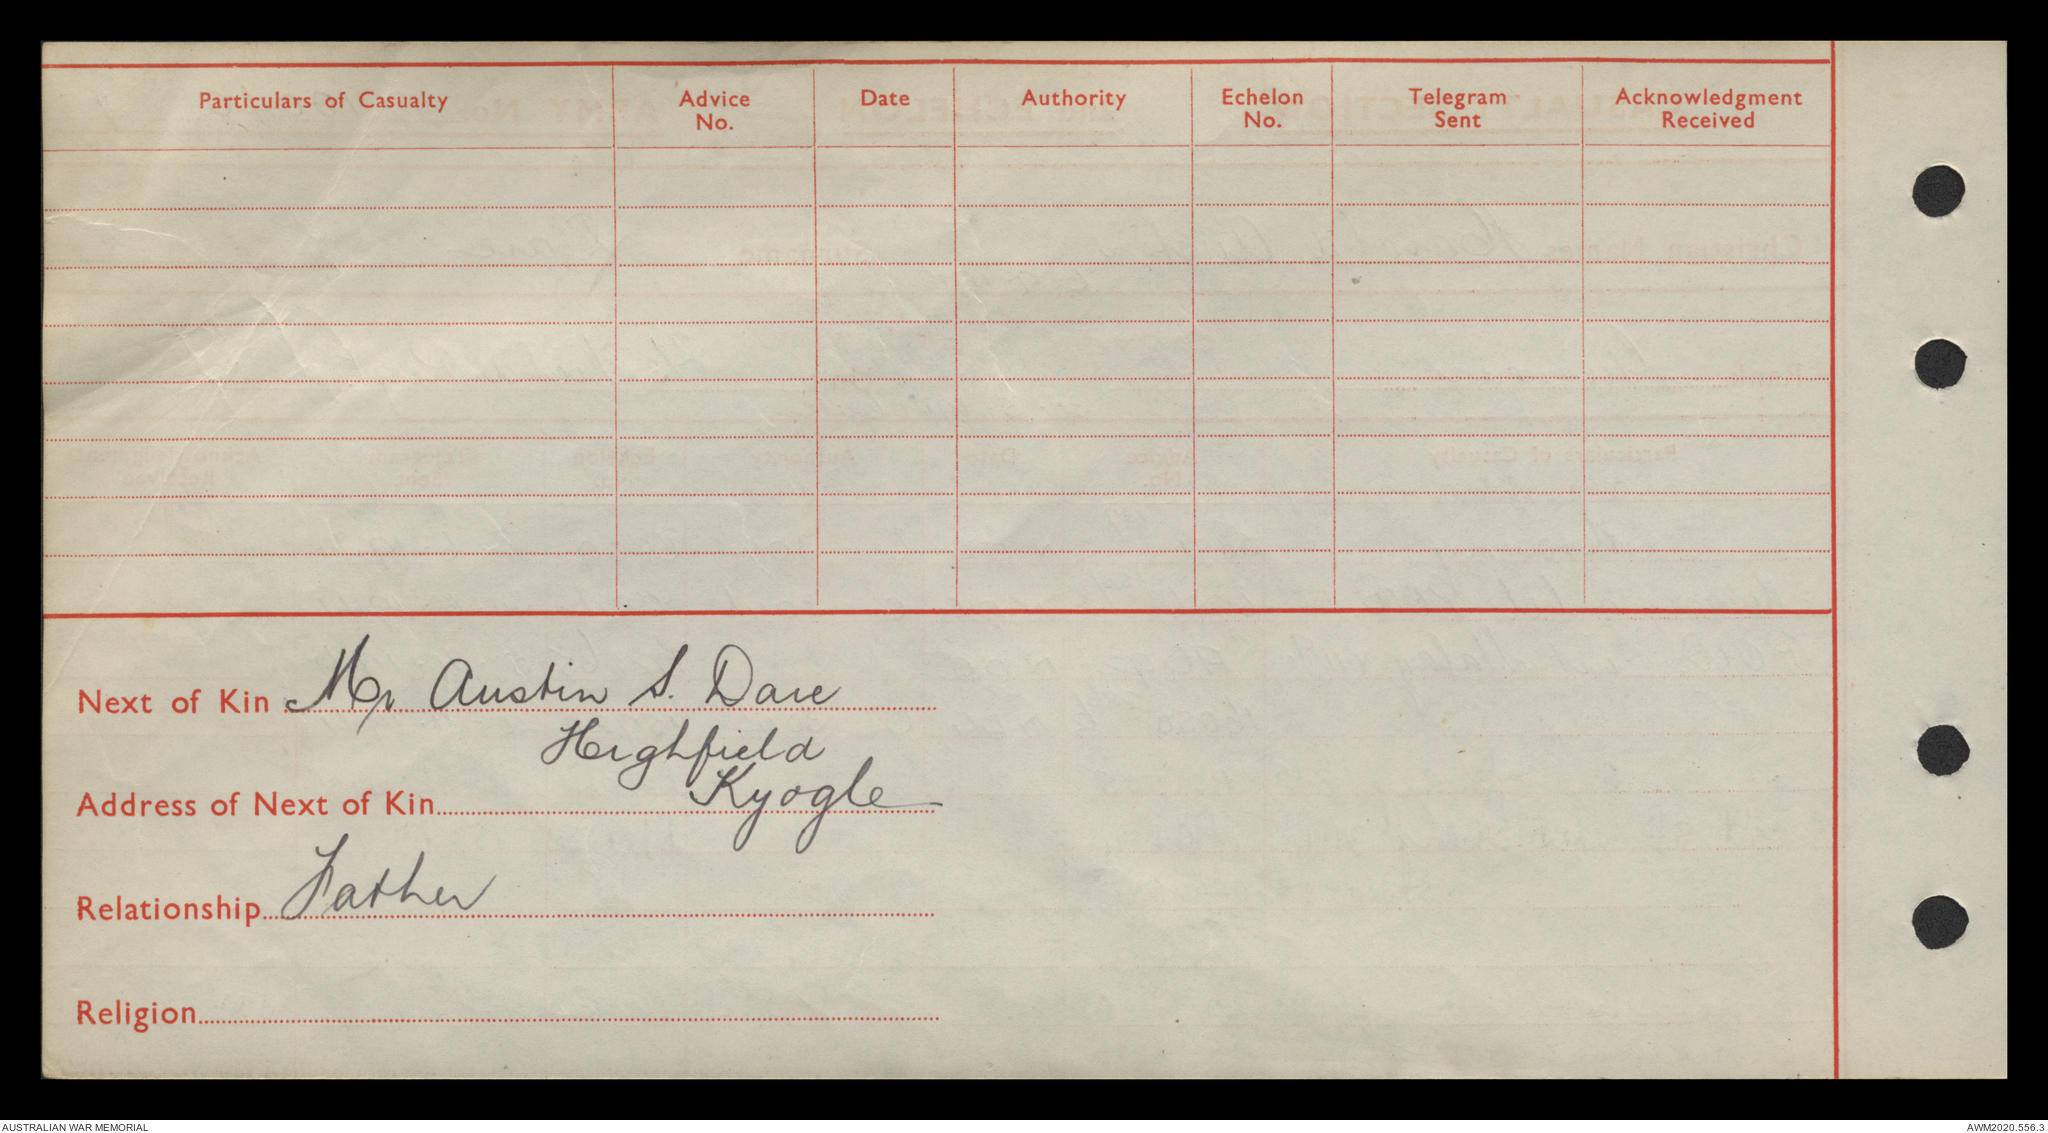 Particulars of Casualty Advice No. Date Authority Echelon No. Telegram Sent Acknowledgment Received
Next of Kin Mr Austin S. Dare
Highfield
Address of Next of Kin Kyogle
Relationship Father
Religion
AUSTRALIAN WAR MEMORIAL AWM2020.556.3